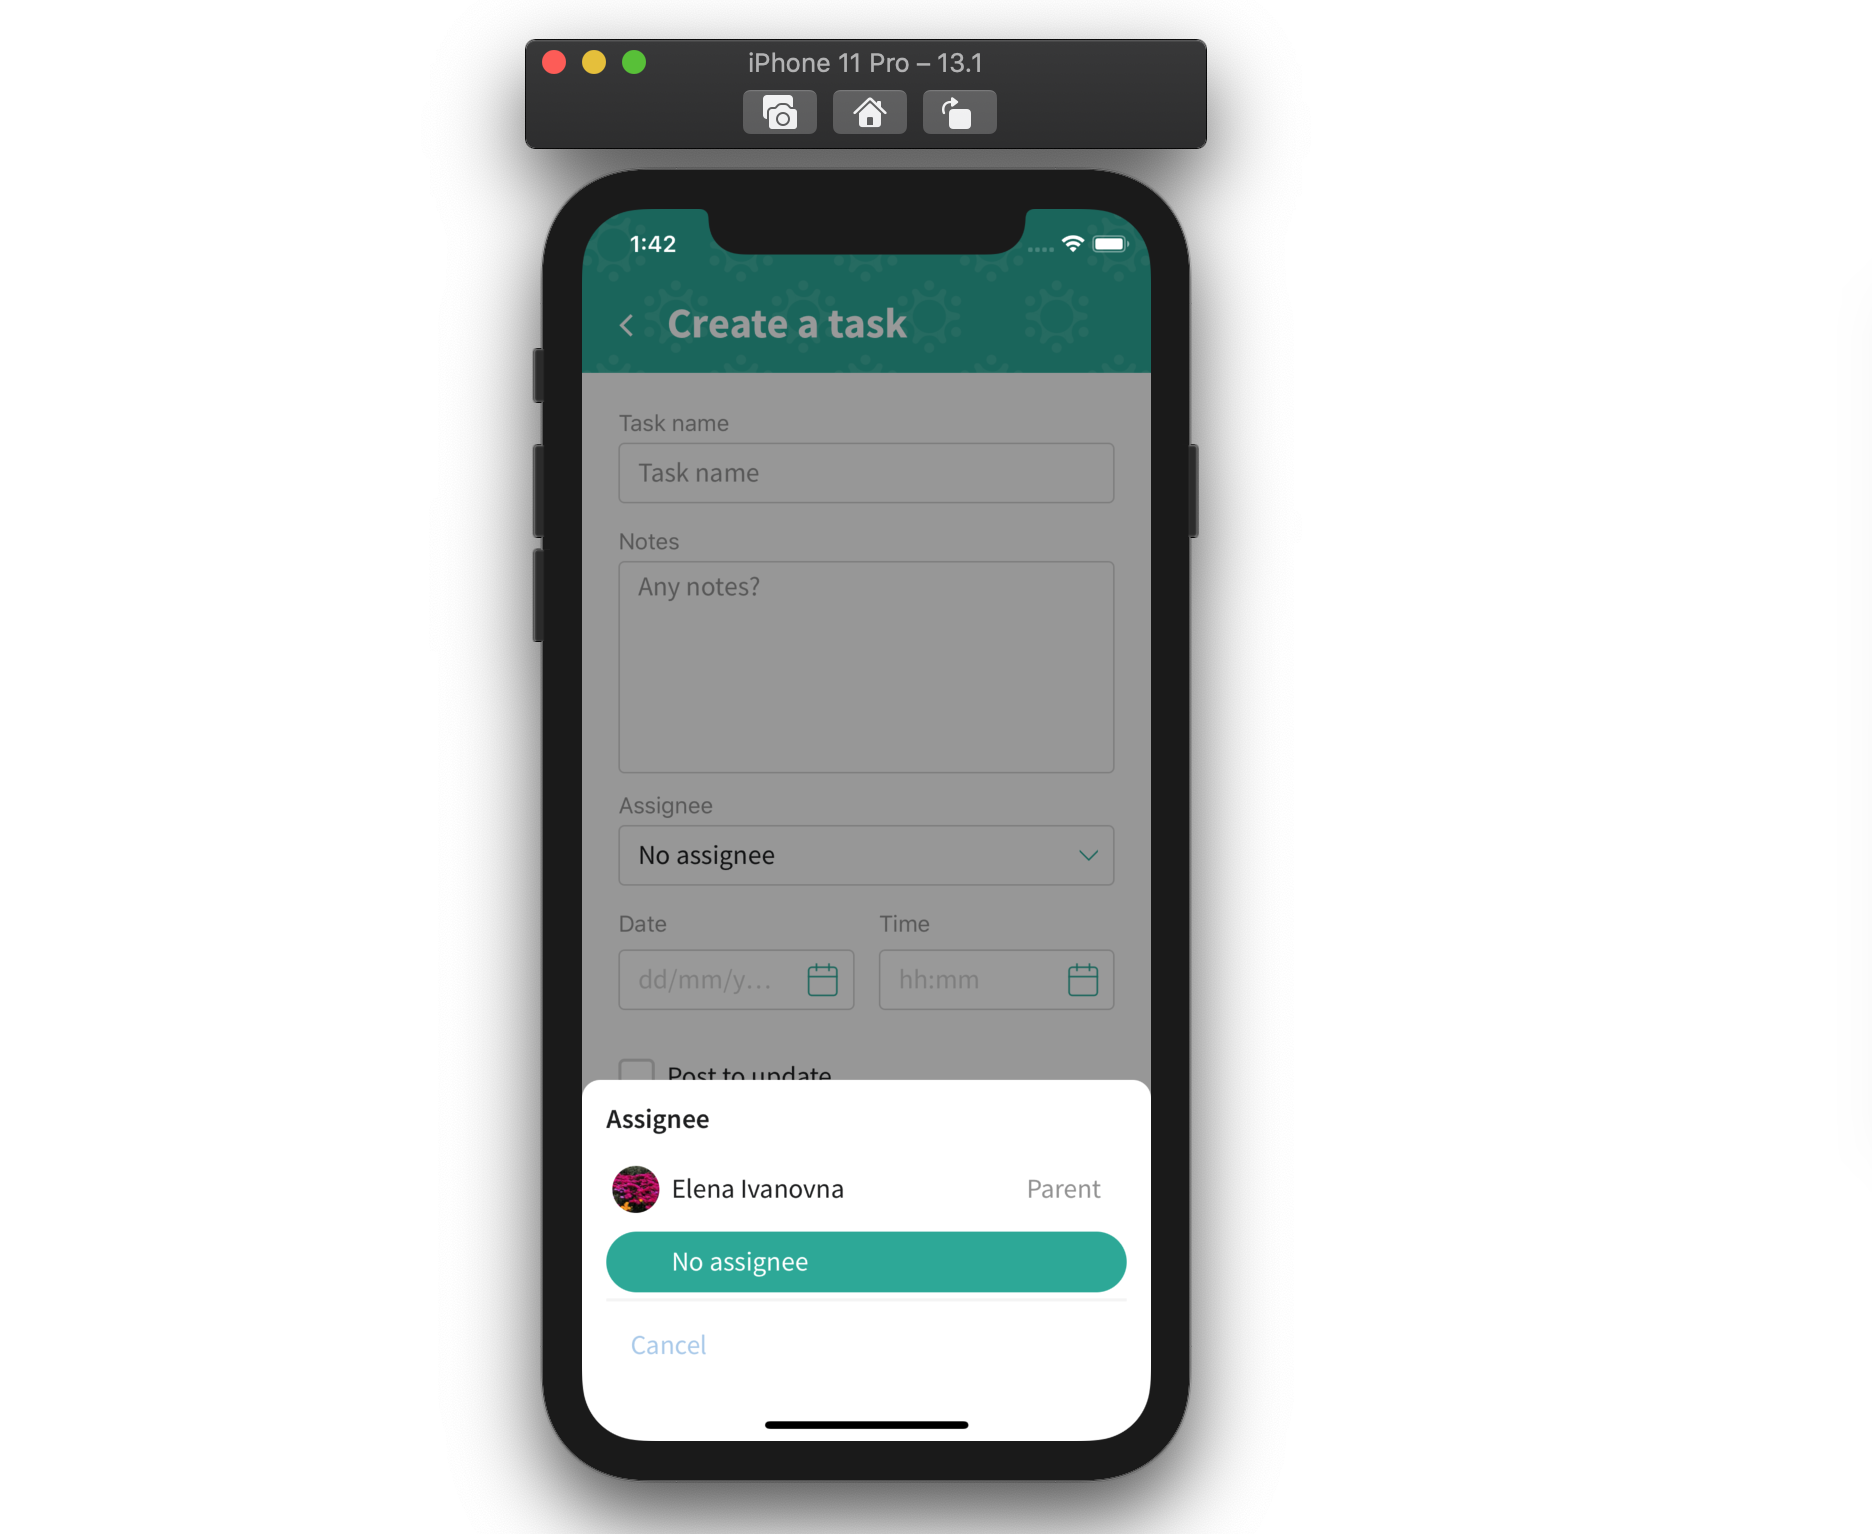 iPhone 11 Pro – 13.1
1:42
Create a task
Task name
Task name
Notes
Any notes?
Assignee
No assignee
Date Time
dd/mm/y... hh:mm
Post to update
Assignee
Elena Ivanovna Parent
No assignee
Cancel